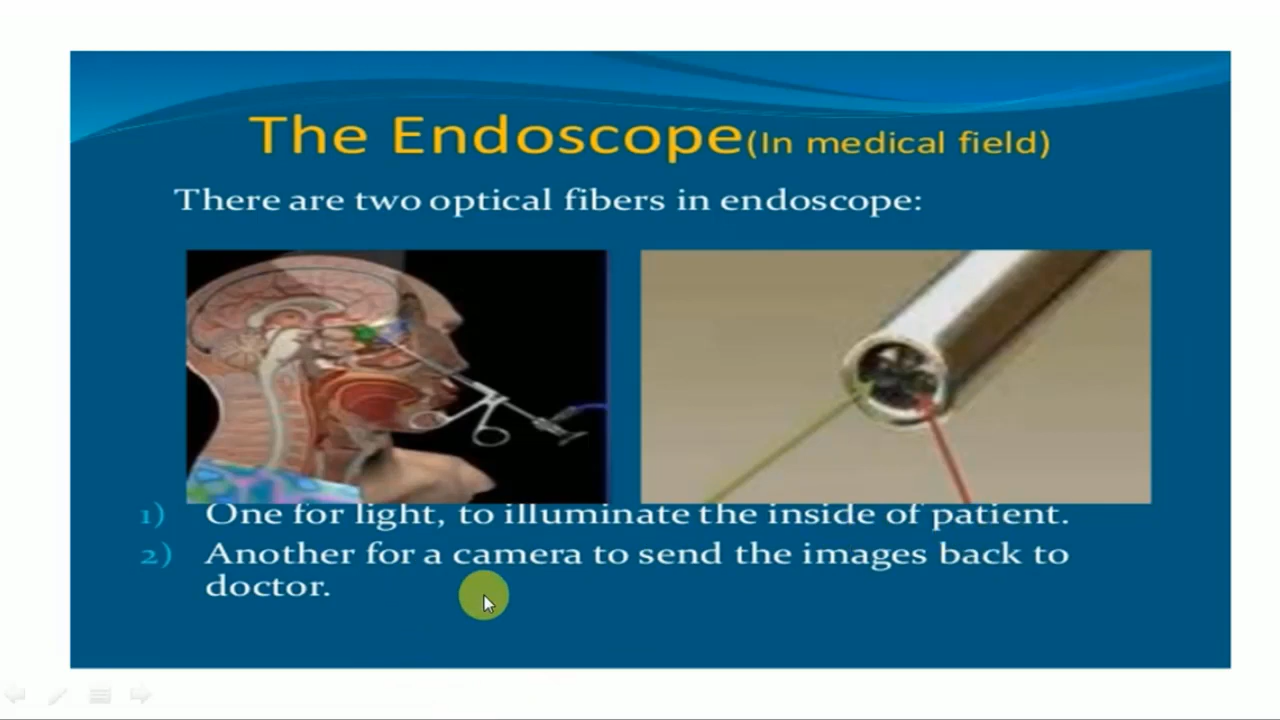 The Endoscope(In medical field)
There are two optical fibers in endoscope:
1) One for light, to illuminate the inside of patient.
2) Another for a camera to send the images back to
doctor.